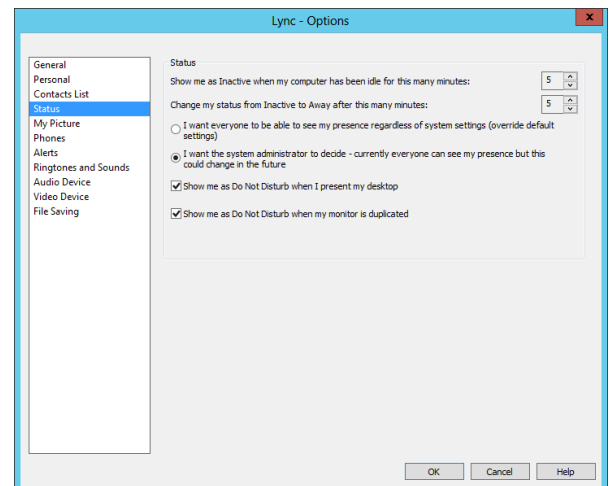 Lync - Options
x
General
Personal
Contacts List
Status
My Picture
Phones
Alerts
Ringtones and Sounds
Audio Device
Video Device
File Saving
Status
Show me as Inactive when my computer has been idle for this many minutes:
5
Change my status from Inactive to Away after this many minutes:
5
I want everyone to be able to see my presence regardless of system settings (override default
settings)
I want the system administrator to decide - currently everyone can see my presence but this
could change in the future
Show me as Do Not Disturb when I present my desktop
Show me as Do Not Disturb when my monitor is duplicated
OK
Cancel
Help